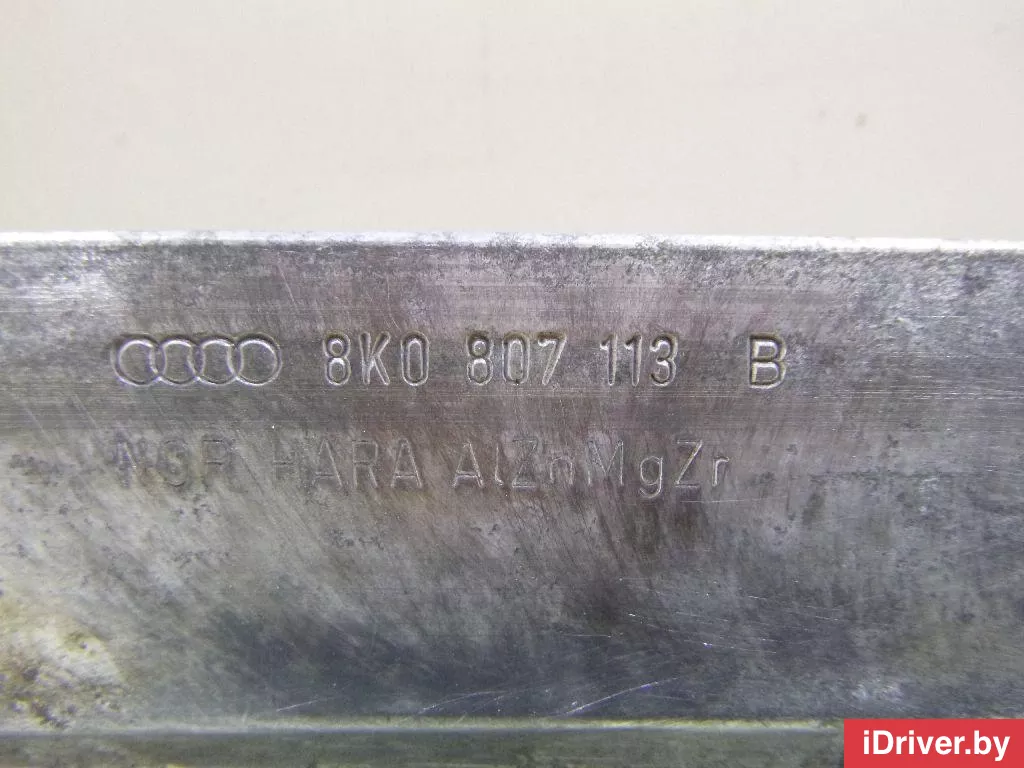 8K0 807 113 B
HARA AlZnMgZr
iDriver.by